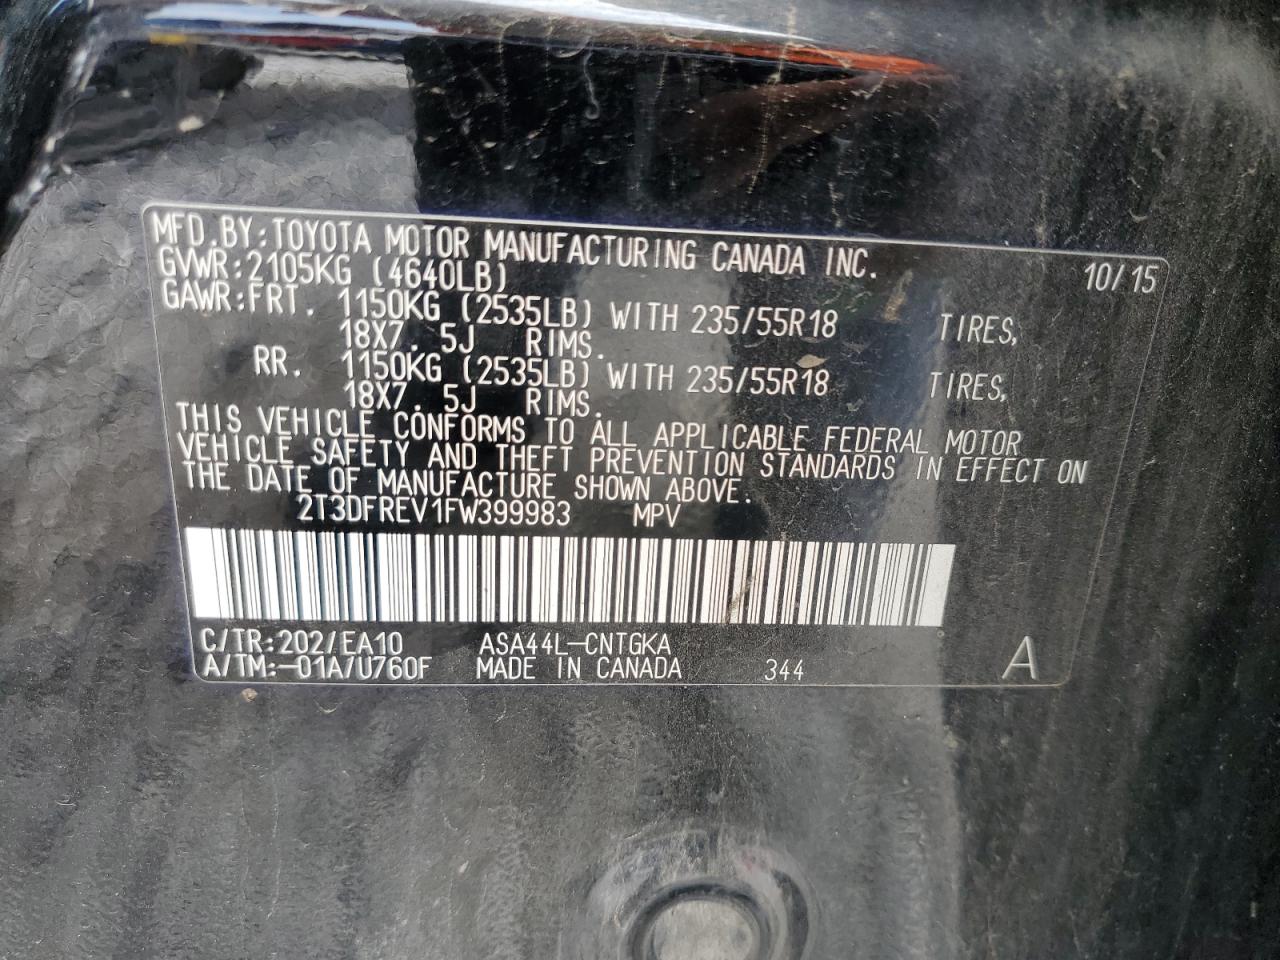 MFD.BY:TOYOTA MOTOR MANUFACTURING CANADA INC. 10/15
GVWR:2105KG (4640LB)
GAWR:FRT. 1150KG (2535LB) WITH 235/55R18 TIRES,
18X7.5J RIMS.
RR. 1150KG (2535LB) WITH 235/55R18 TIRES,
18X7.5J RIMS.
THIS VEHICLE CONFORMS TO ALL APPLICABLE FEDERAL MOTOR
VEHICLE SAFETY AND THEFT PREVENTION STANDARDS IN EFFECT ON
THE DATE OF MANUFACTURE SHOWN ABOVE.
2T3DFREV1FW399983 MPV
C/TR:202/EA10 ASA44L-CNTGKA
A/TM:-01A/U760F MADE IN CANADA 344 A